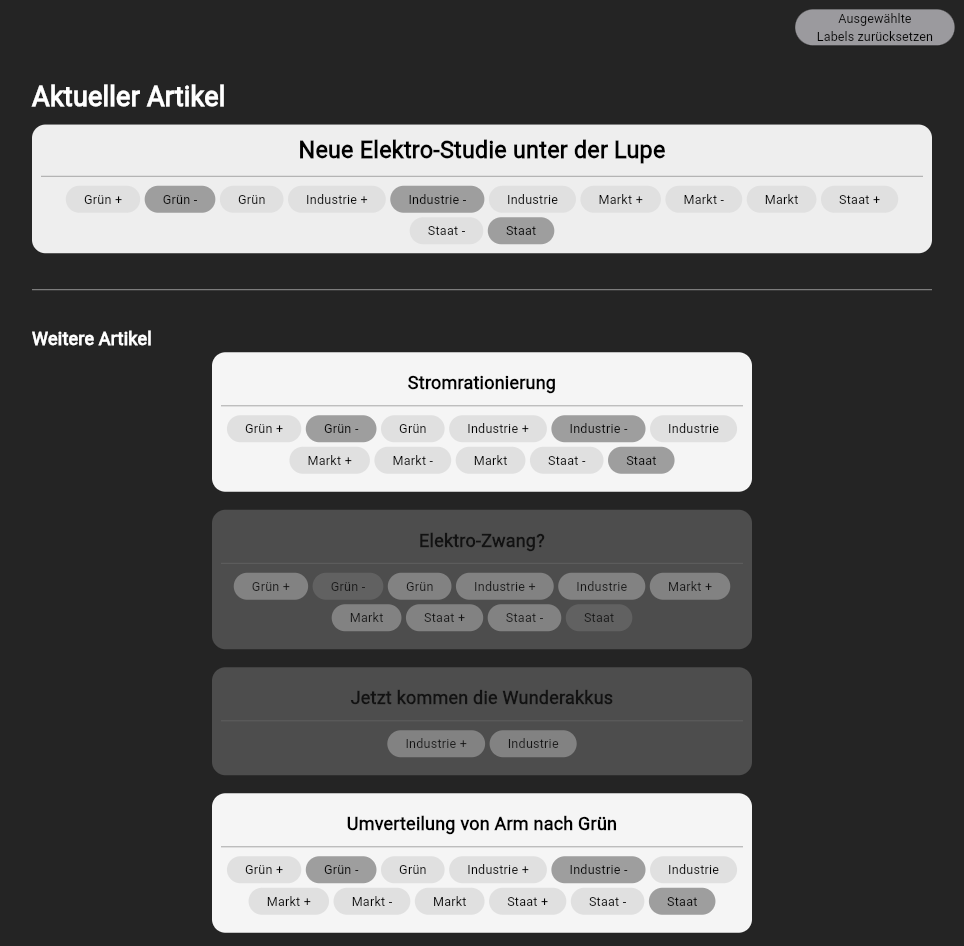 Ausgewählte
Labels zurücksetzen
Aktueller Artikel
Neue Elektro-Studie unter der Lupe
Grün + Grün - Grün Industrie + Industrie - Industrie Markt + Markt - Markt Staat +
Staat - Staat
Weitere Artikel
Stromrationierung
Grün + Grün - Grün Industrie + Industrie - Industrie
Markt + Markt - Markt Staat - Staat
Elektro-Zwang?
Grün + Grün - Grün Industrie + Industrie Markt +
Markt Staat + Staat - Staat
Jetzt kommen die Wunderakkus
Industrie + Industrie
Umverteilung von Arm nach Grün
Grün + Grün - Grün Industrie + Industrie - Industrie
Markt + Markt - Markt Staat + Staat - Staat